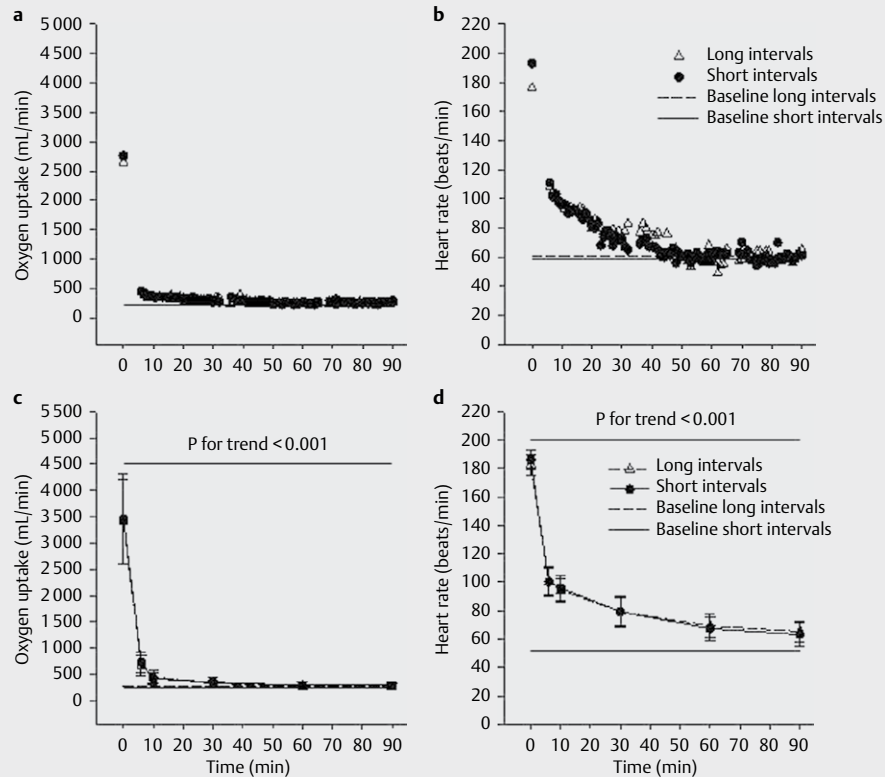 a
5 000
4 500
4 000
3 500
3 000
2 500
2 000
1 500
1 000
500
0
Oxygen uptake (mL/min)
0 10 20 30 40 50 60 70 80 90
b
220
200
180
160
140
120
100
80
60
40
20
0
Heart rate (beats/min)
Long intervals
Short intervals
Baseline long intervals
Baseline short intervals
0 10 20 30 40 50 60 70 80 90
c
5 500
5 000
4 500
4 000
3 500
3 000
2 500
2 000
1 500
1 000
500
0
Oxygen uptake (mL/min)
P for trend < 0.001
0 10 20 30 40 50 60 70 80 90
Time (min)
d
220
200
180
160
140
120
100
80
60
40
20
0
Heart rate (beats/min)
P for trend < 0.001
Long intervals
Short intervals
Baseline long intervals
Baseline short intervals
0 10 20 30 40 50 60 70 80 90
Time (min)